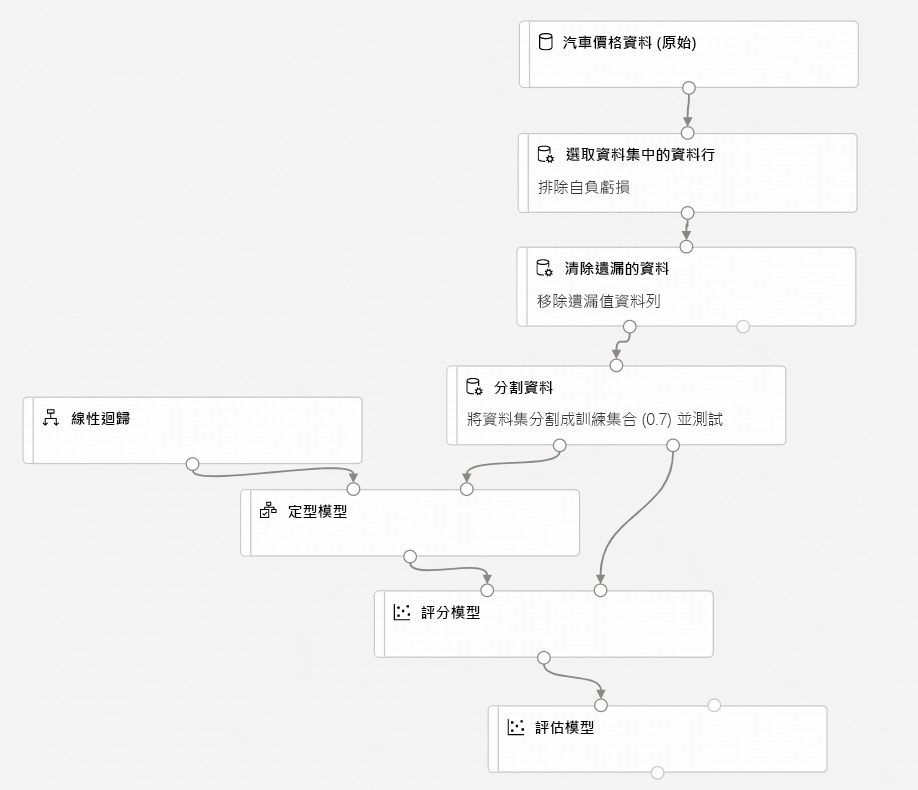 汽車價格資料 (原始)
選取資料集中的資料行
排除自負虧損
清除遺漏的資料
移除遺漏值資料列
分割資料
將資料集分割成訓練集合 (0.7) 並測試
線性迴歸
定型模型
評分模型
評估模型